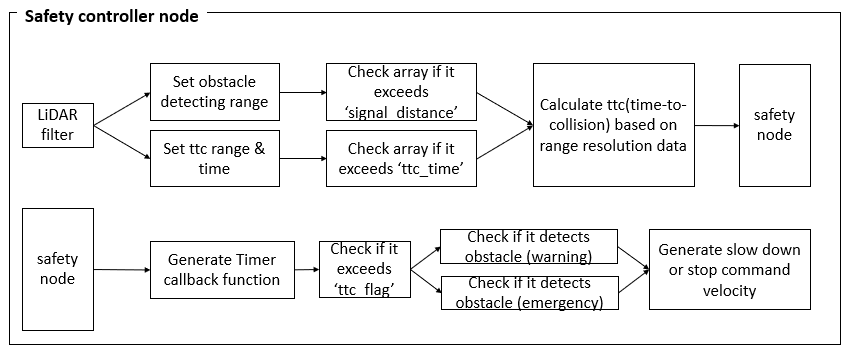 Safety controller node
LiDAR
filter
Set obstacle
detecting range
Check array if it
exceeds
‘signal_distance’
Set ttc range &
time
Check array if it
exceeds ‘ttc_time’
Calculate ttc(time-to-
collision) based on
range resolution data
safety
node
safety
node
Generate Timer
callback function
Check if it
exceeds
‘ttc_flag’
Check if it detects
obstacle (warning)
Check if it detects
obstacle (emergency)
Generate slow down
or stop command
velocity